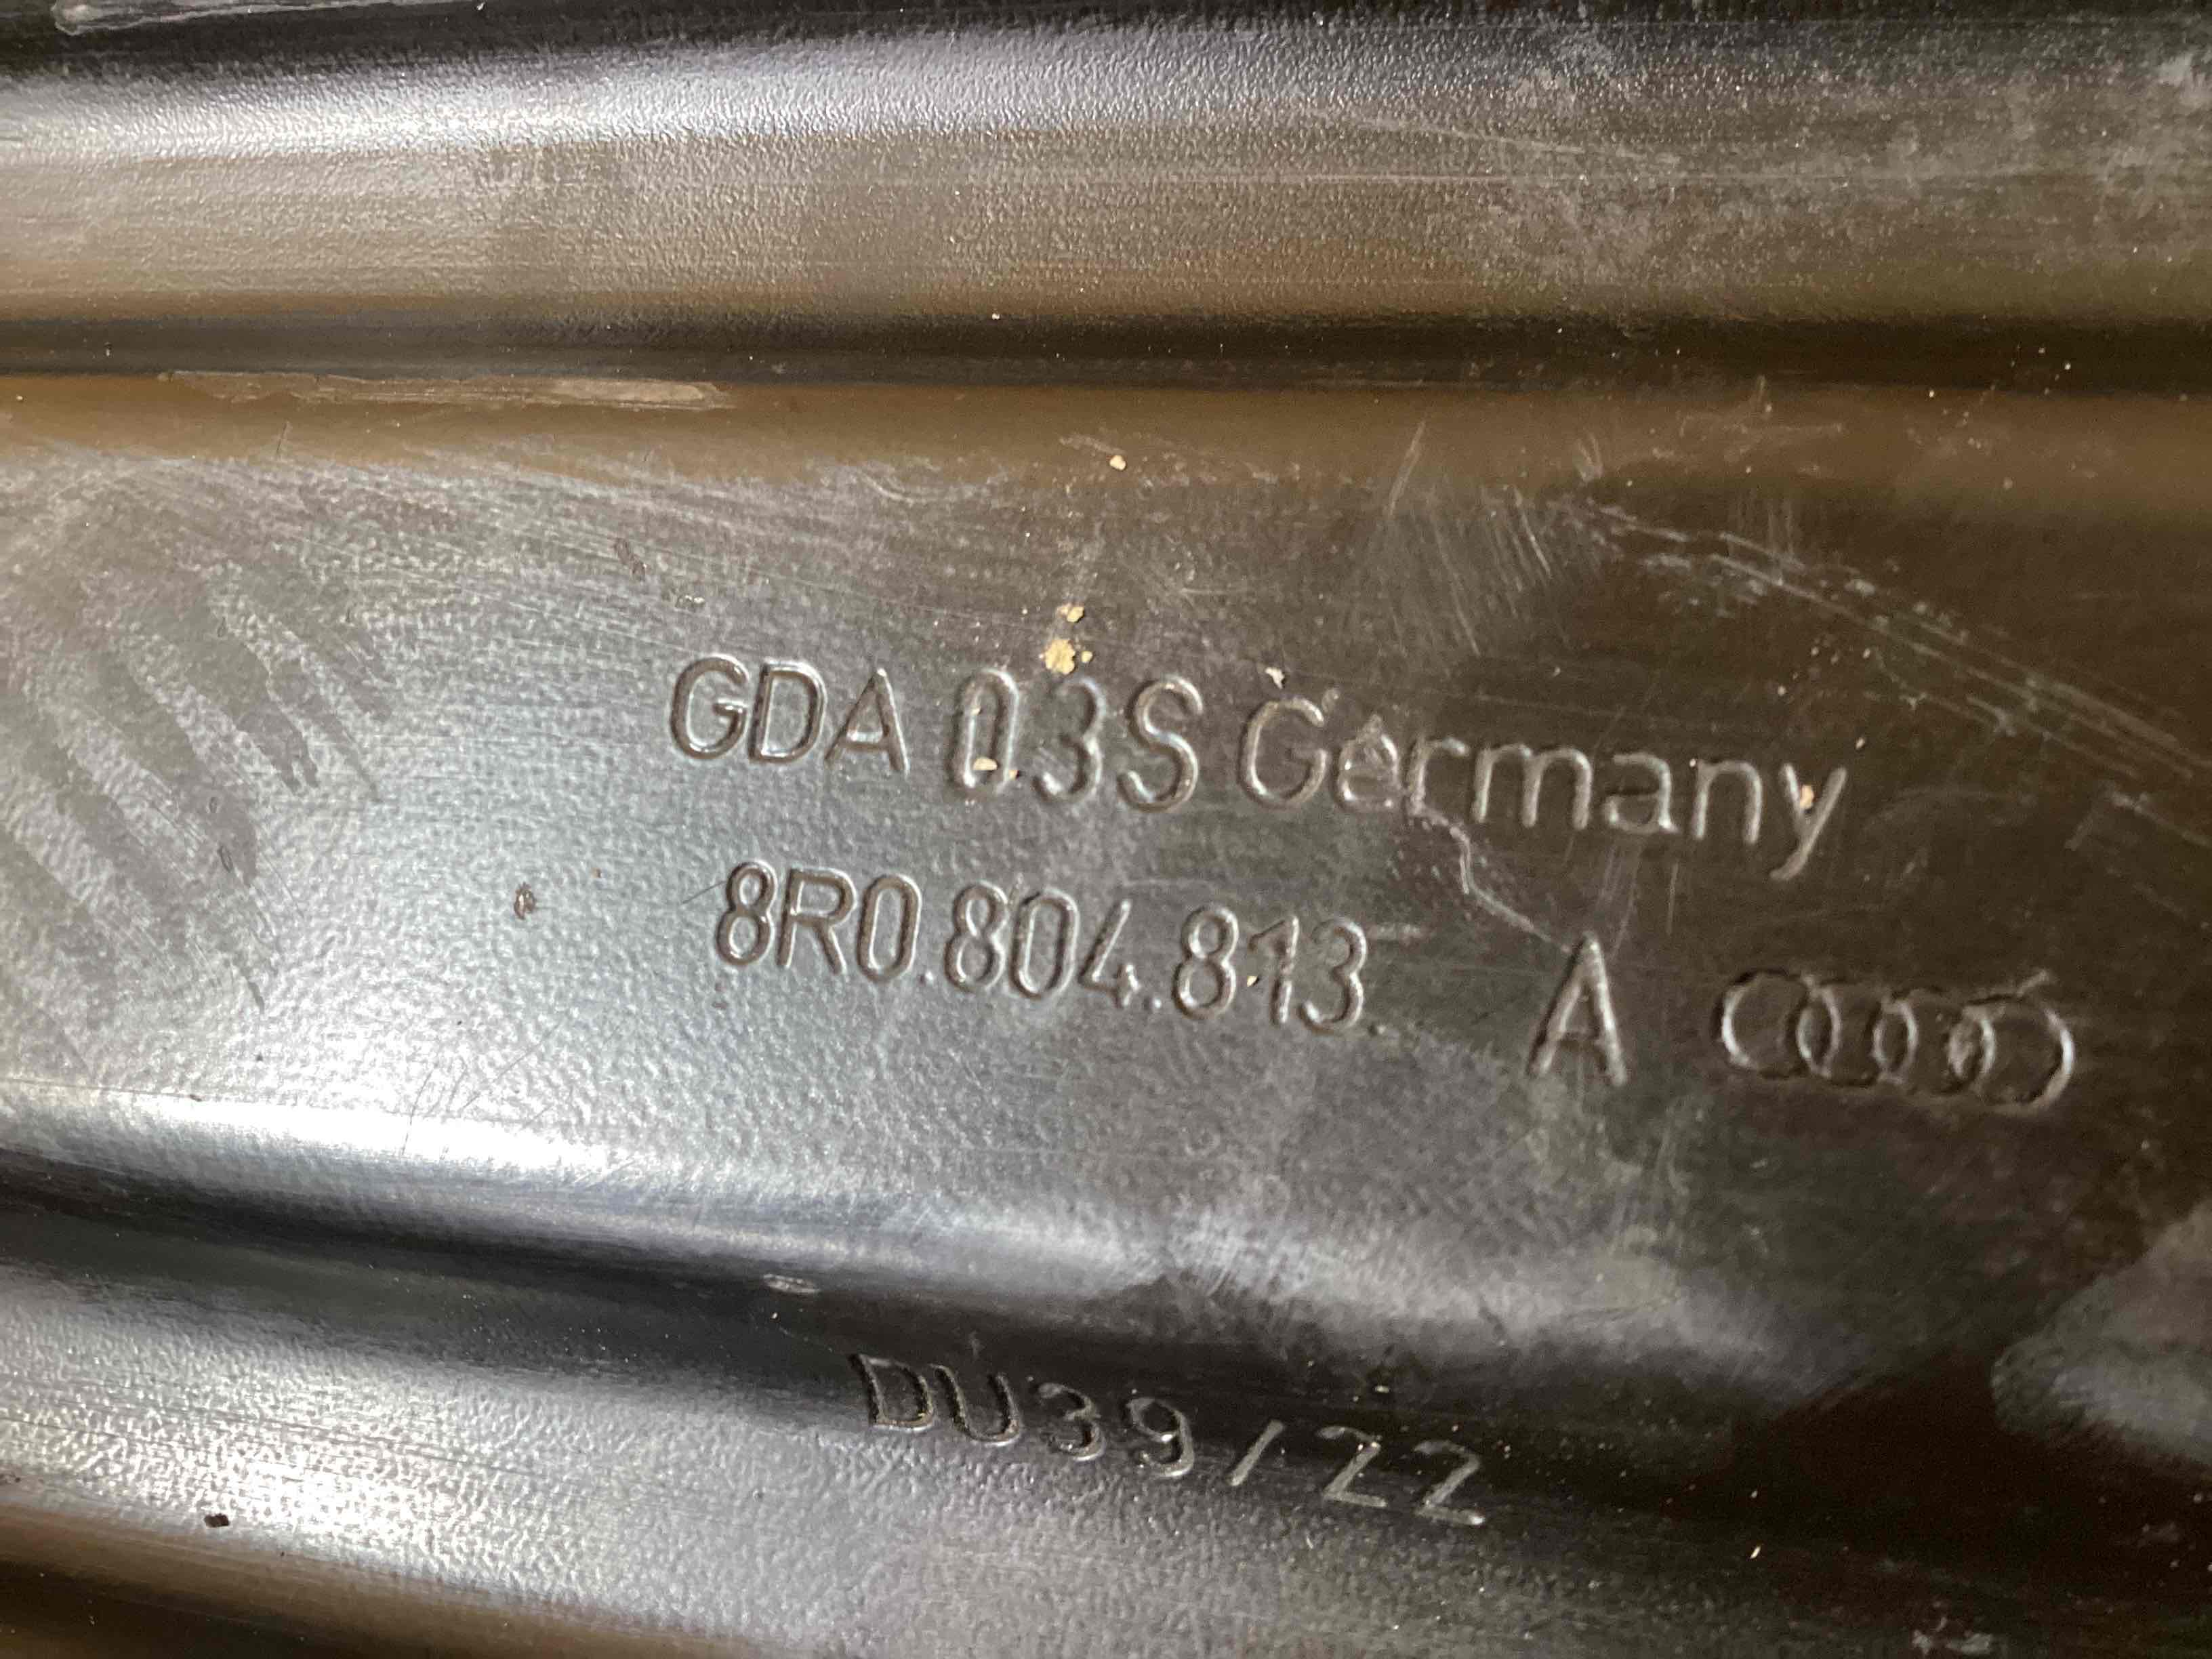 GDA 03S Germany
8R0.804.813. A
DU39/22